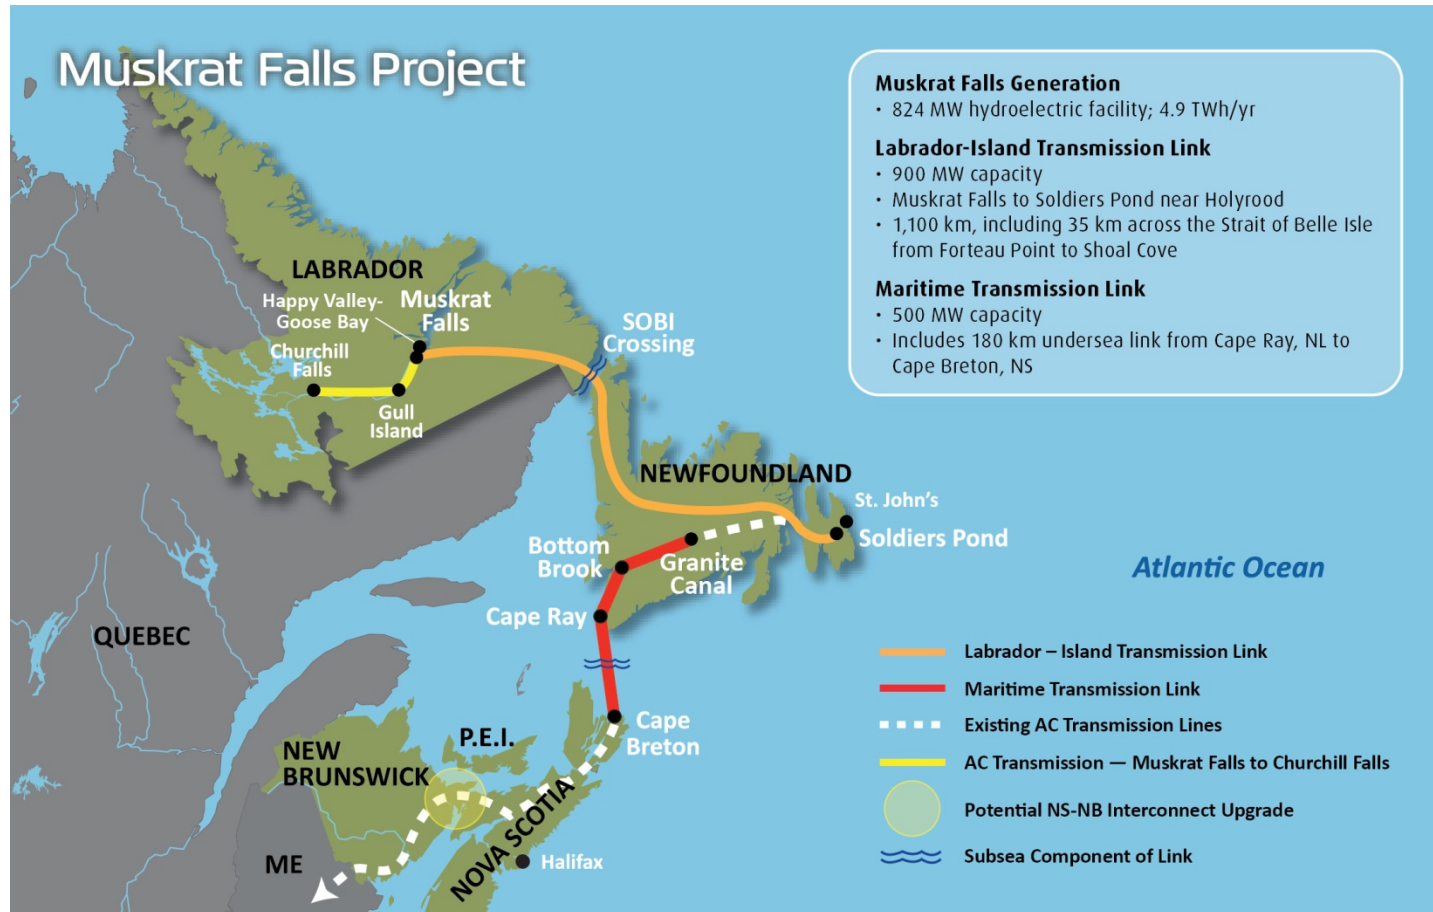 Muskrat Falls Project
Muskrat Falls Generation
· 824 MW hydroelectric facility; 4.9 TWh/yr
Labrador-Island Transmission Link
· 900 MW capacity
· Muskrat Falls to Soldiers Pond near Holyrood
· 1,100 km, including 35 km across the Strait of Belle Isle
from Forteau Point to Shoal Cove
Maritime Transmission Link
· 500 MW capacity
· Includes 180 km undersea link from Cape Ray, NL to
Cape Breton, NS
LABRADOR
Happy Valley-
Goose Bay
Muskrat
Falls
Churchill
Falls
Gull
Island
SOBI
Crossing
NEWFOUNDLAND
St. John's
Soldiers Pond
Bottom
Brook
Granite
Canal
Cape Ray
Atlantic Ocean
QUEBEC
Cape
Breton
P.E.I.
NEW
BRUNSWICK
NOVA SCOTIA
ME
Halifax
Labrador – Island Transmission Link
Maritime Transmission Link
Existing AC Transmission Lines
AC Transmission — Muskrat Falls to Churchill Falls
Potential NS-NB Interconnect Upgrade
Subsea Component of Link